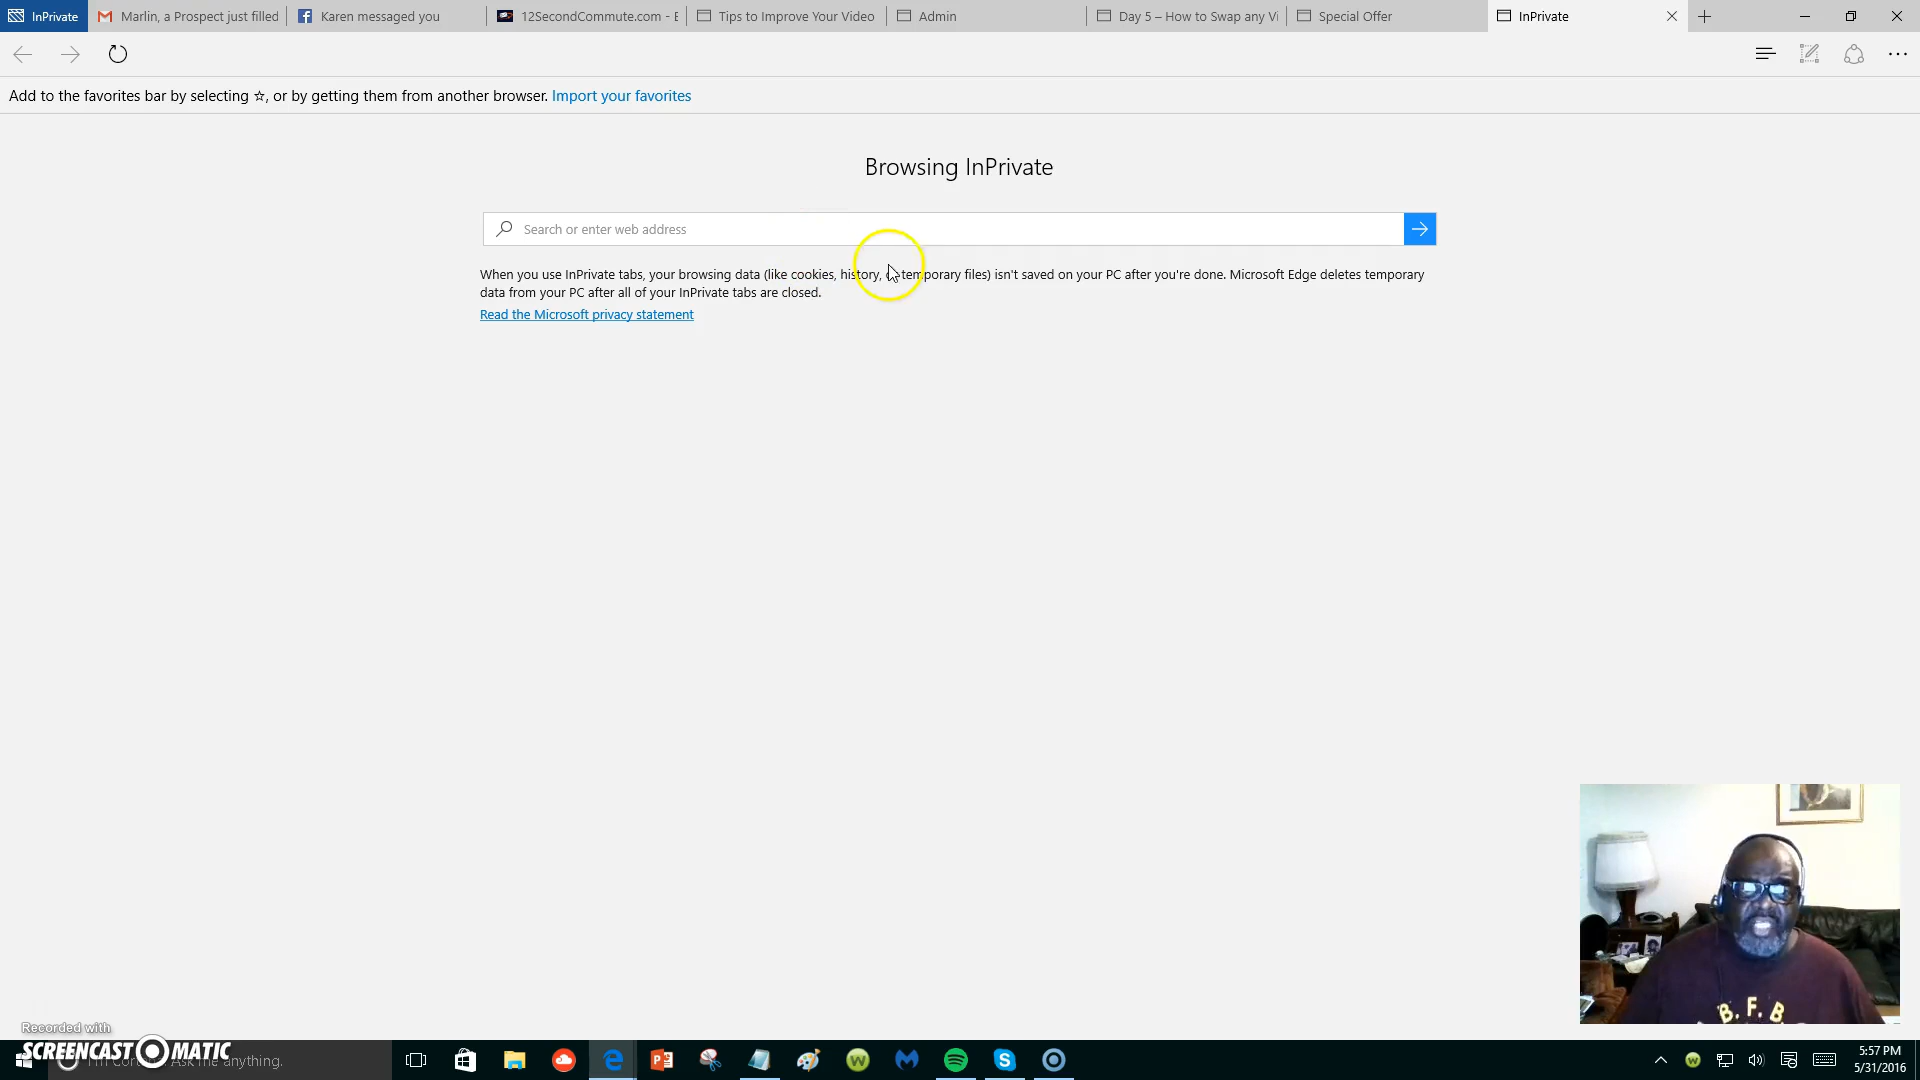 InPrivate
Marlin, a Prospect just filled
Karen messaged you
12SecondCommute.com - E
Tips to Improve Your Video
Admin
Day 5 – How to Swap any Vi
Special Offer
InPrivate
Add to the favorites bar by selecting ☆, or by getting them from another browser. Import your favorites
Browsing InPrivate
Search or enter web address
When you use InPrivate tabs, your browsing data (like cookies, history, or temporary files) isn't saved on your PC after you're done. Microsoft Edge deletes temporary
data from your PC after all of your InPrivate tabs are closed.
Read the Microsoft privacy statement
B.F.B
Recorded with
SCREENCAST O MATIC
Ask me anything.
5:57 PM
5/31/2016